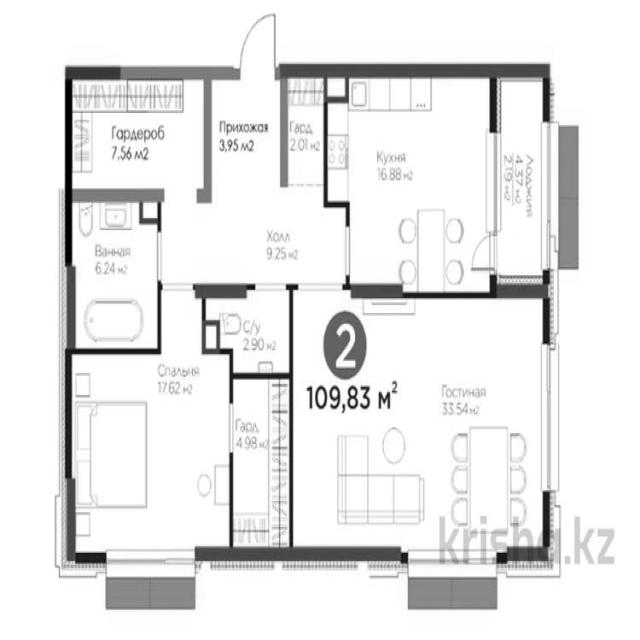 Гардероб
7.56 м2
Прихожая
3.95 м2
Гард
2.01 м2
Кухня
16.88 м2
Лоджия
4.37 м2
2.19 м2
Холл
9.25 м2
Ванная
6.24 м2
С/у
2.90 м2
2
109,83 м²
Спальня
17.62 м2
Гард
4.98 м2
Гостиная
33.54 м2
krisha.kz